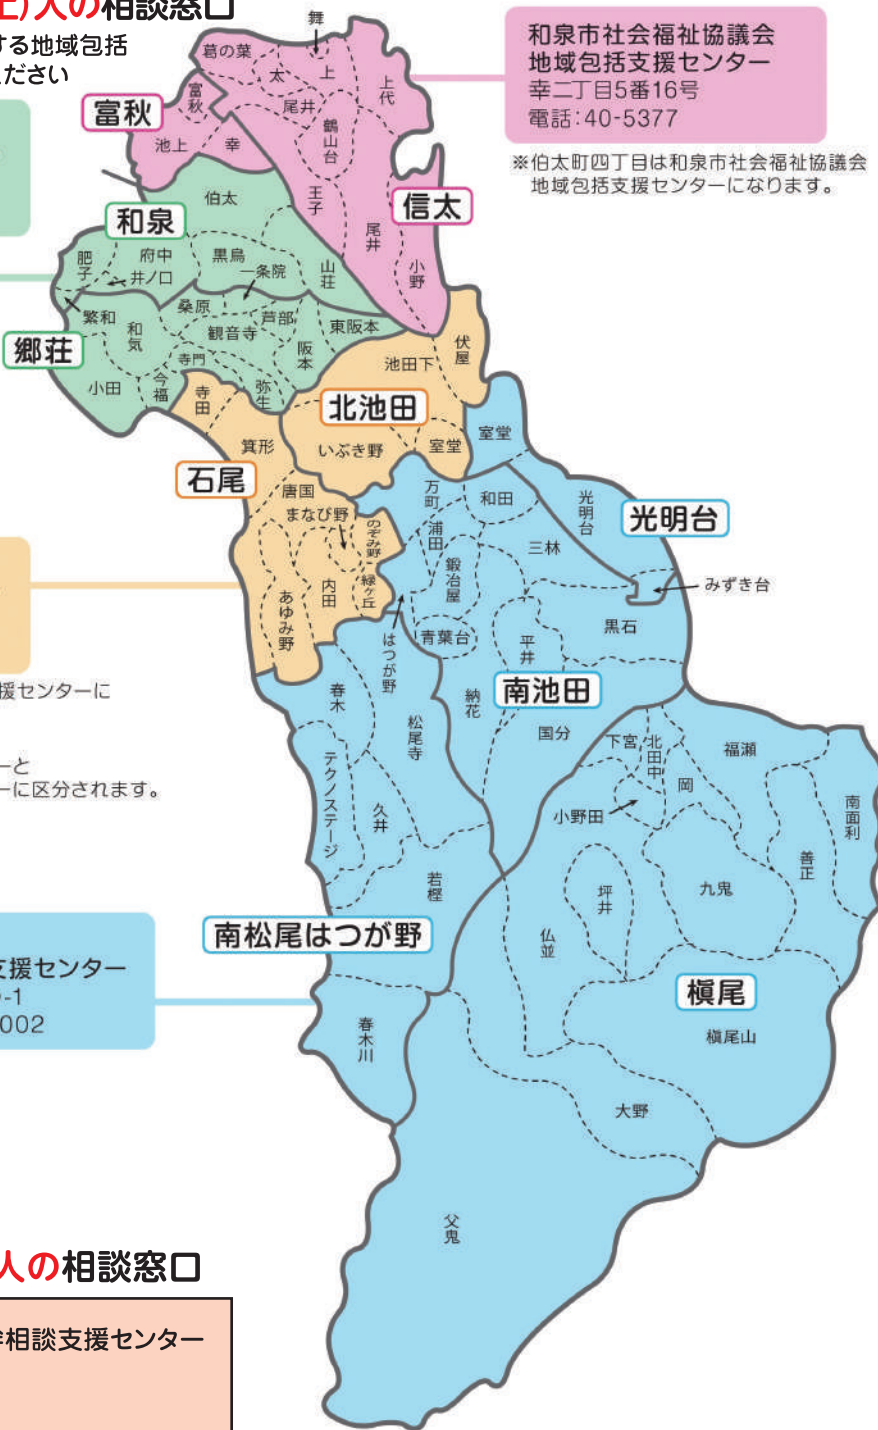 上)人の相談窓口
する地域包括
ください
和泉市社会福祉協議会
地域包括支援センター
幸二丁目5番16号
電話:40-5377
※伯太町四丁目は和泉市社会福祉協議会
地域包括支援センターになります。
舞
葛の葉
太
上
上代
富秋
富秋
尾井
鶴山台
池上
幸
王子
信太
伯太
尾井
和泉
小野
肥子
府中
黒鳥
井ノ口
一条院
山荘
繁和
和気
桑原
芦部
観音寺
東阪本
郷荘
寺門
阪本
池田下
伏屋
小田
今福
弥生
寺田
北池田
室堂
室堂
箕形
いぶき野
石尾
唐国
万町
和田
光明台
光明台
まなび野
のぞみ野
浦田
三林
鍛冶屋
みずき台
あゆみ野
内田
緑ケ丘
はつが野
青葉台
平井
黒石
援センターに
春木
納花
南池田
松尾寺
国分
下宮
北田中
福瀬
ーと
ーに区分されます。
テクノステージ
久井
岡
小野田
南面利
善正
若樫
坪井
九鬼
南松尾はつが野
仏並
支援センター
-1
002
槇尾
春木川
槇尾山
大野
父鬼
人の相談窓口
相談支援センター